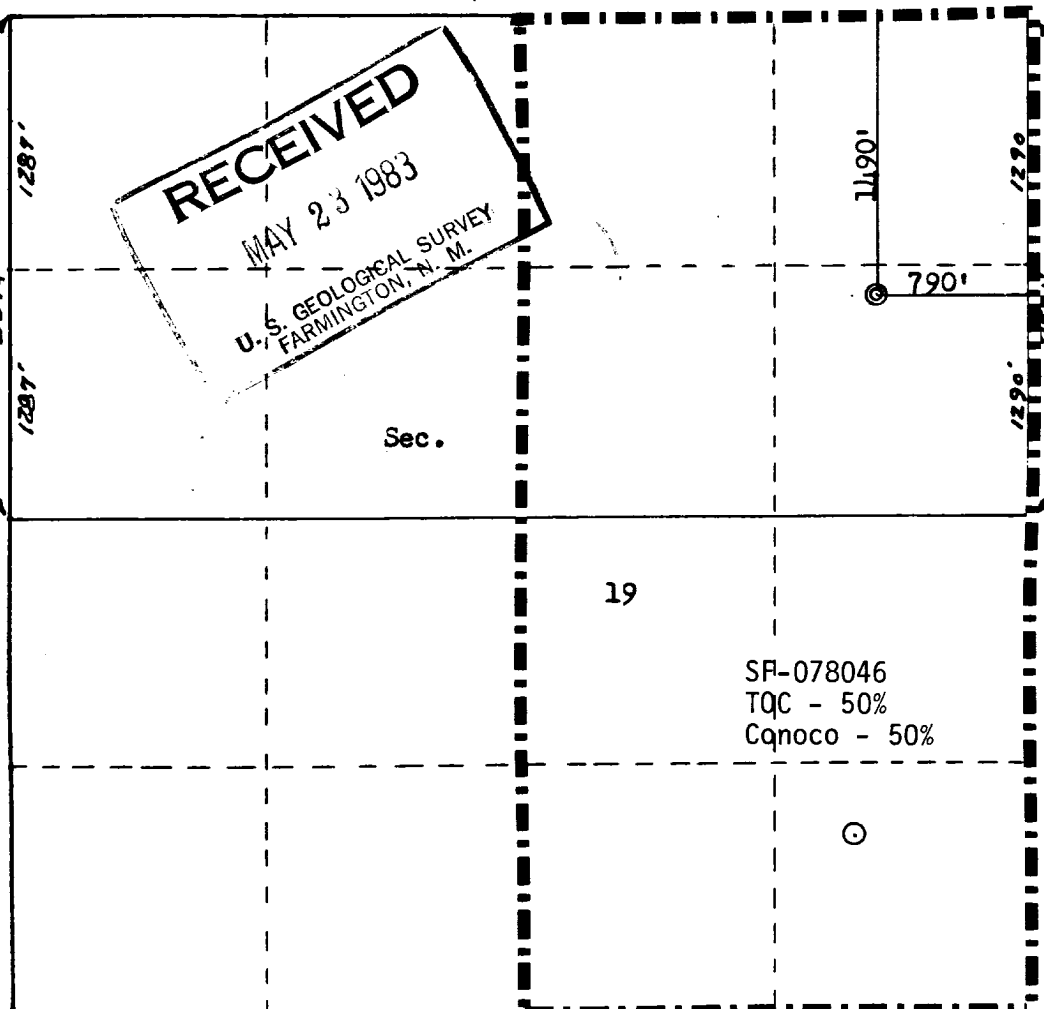 RECEIVED
MAY 23 1983
U. S. GEOLOGICAL SURVEY
FARMINGTON, N. M.
1287'
1287'
1190'
790'
1290
1290'
Sec.
19
SF-078046
TOC - 50%
Conoco - 50%